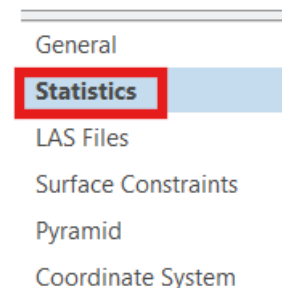 General
Statistics
LAS Files
Surface Constraints
Pyramid
Coordinate System